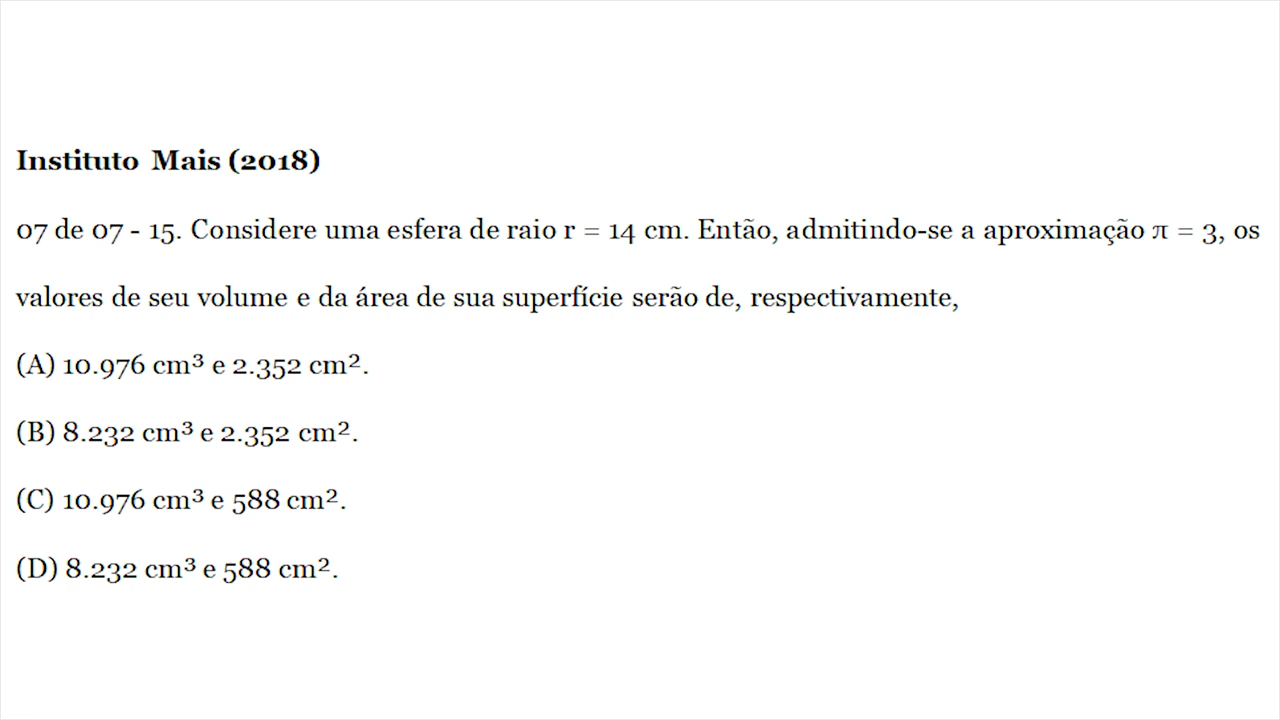 Instituto Mais (2018)
07 de 07 - 15. Considere uma esfera de raio r = 14 cm. Então, admitindo-se a aproximação π = 3, os
valores de seu volume e da área de sua superfície serão de, respectivamente,
(A) 10.976 cm³ e 2.352 cm².
(B) 8.232 cm³ e 2.352 cm².
(C) 10.976 cm³ e 588 cm².
(D) 8.232 cm³ e 588 cm².